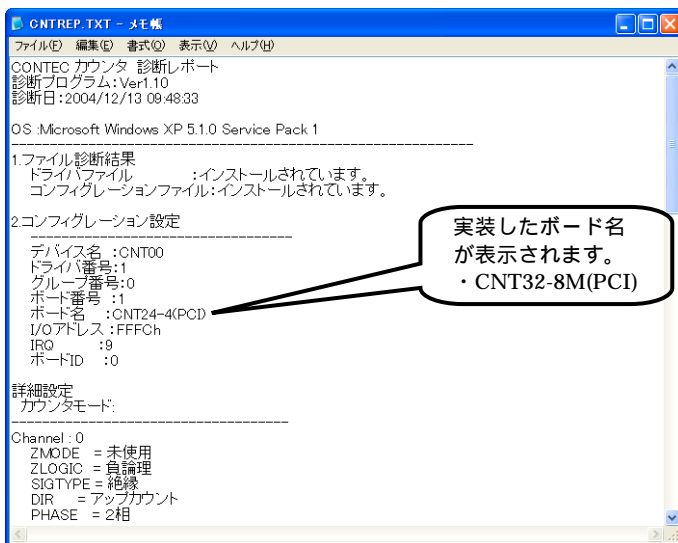 CNTREP.TXT - メモ帳
ファイル(F) 編集(E) 書式(O) 表示(V) ヘルプ(H)
CONTEC カウンタ 診断レポート
診断プログラム:Ver1.10
診断日:2004/12/13 09:48:33
OS :Microsoft Windows XP 5.1.0 Service Pack 1
----------------------------------------------------------------
1.ファイル診断結果
ドライバファイル :インストールされています。
コンフィグレーションファイル:インストールされています。
2.コンフィグレーション設定
------------------------------------
デバイス名 :CNT00
ドライバ番号:1
グループ番号:0
ボード番号 :1
ボード名 :CNT24-4(PCI)
I/Oアドレス :FFFCh
IRQ :9
ボードID :0
実装したボード名
が表示されます。
・CNT32-8M(PCI)
詳細設定
カウンタモード:
--------------------------------------
Channel : 0
ZMODE = 未使用
ZLOGIC = 負論理
SIGTYPE = 絶縁
DIR = アップカウント
PHASE = 2相